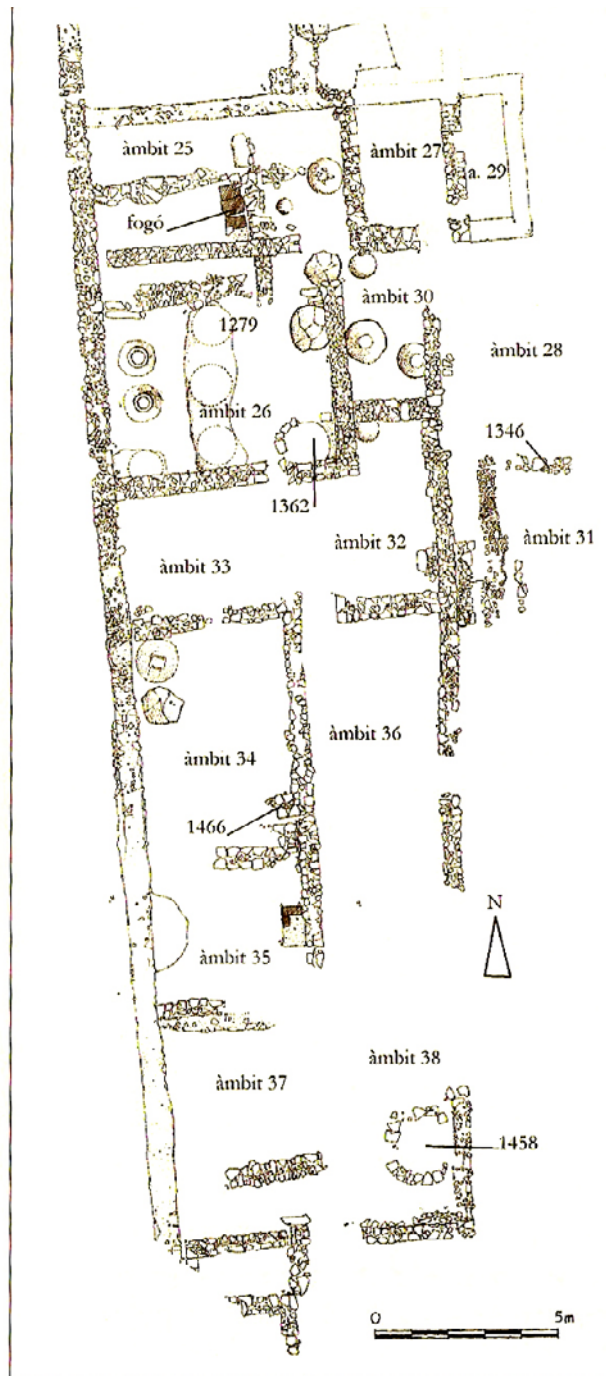 àmbit 25
àmbit 27
a. 29
fogó
àmbit 30
1279
àmbit 28
àmbit 26
1346
1362
àmbit 32
àmbit 31
àmbit 33
àmbit 36
àmbit 34
1466
N
àmbit 35
àmbit 38
àmbit 37
1458
0 5m